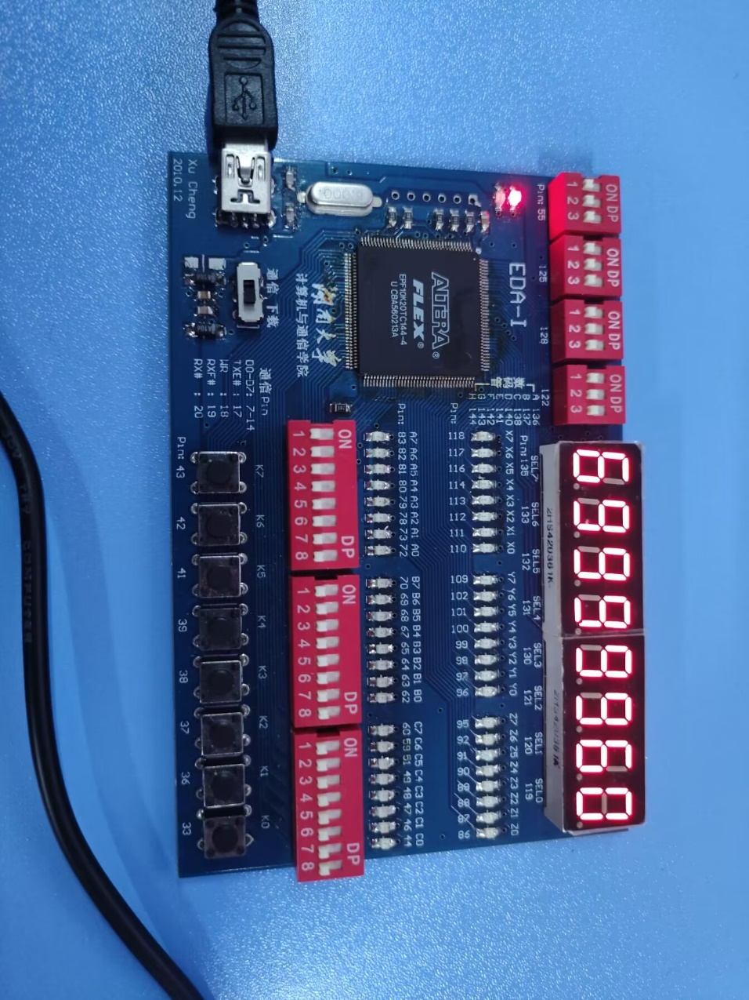 Xu Cheng
2010.12
通信 下载
计算机与通信学院
湖南大学
ALTERA
FLEX®
EPF10K20TC144-4
U CBA560213A
EDA-I
Pin: 55
125
128
122
ON DP
1 2 3
ON DP
1 2 3
ON DP
1 2 3
ON DP
1 2 3
数码管
A 136
B 137
C 138
D 140
E 141
F 142
G 143
H 144
通信Pin
D0-D7: 7-14
TXE# : 17
WR : 18
RXF# : 19
RX# : 20
SEL7 SEL6 SEL5 SEL4 SEL3 SEL2 SEL1 SEL0
Pin: 135 133 132 131 130 121 120 119
X7 X6 X5 X4 X3 X2 X1 X0
Y7 Y6 Y5 Y4 Y3 Y2 Y1 Y0
Z7 Z6 Z5 Z4 Z3 Z2 Z1 Z0
Pin: 118 117 116 114 113 112 111 110
109 102 101 100 99 98 97 96
95 92 91 90 89 88 87 86
A7 A6 A5 A4 A3 A2 A1 A0
B7 B6 B5 B4 B3 B2 B1 B0
C7 C6 C5 C4 C3 C2 C1 C0
Pin: 83 82 81 80 79 78 73 72
70 69 68 67 65 64 63 62
60 59 51 49 48 47 46 44
ON DP
1 2 3 4 5 6 7 8
ON DP
1 2 3 4 5 6 7 8
ON DP
1 2 3 4 5 6 7 8
K7 K6 K5 K4 K3 K2 K1 K0
Pin: 43 42 41 39 38 37 36 33